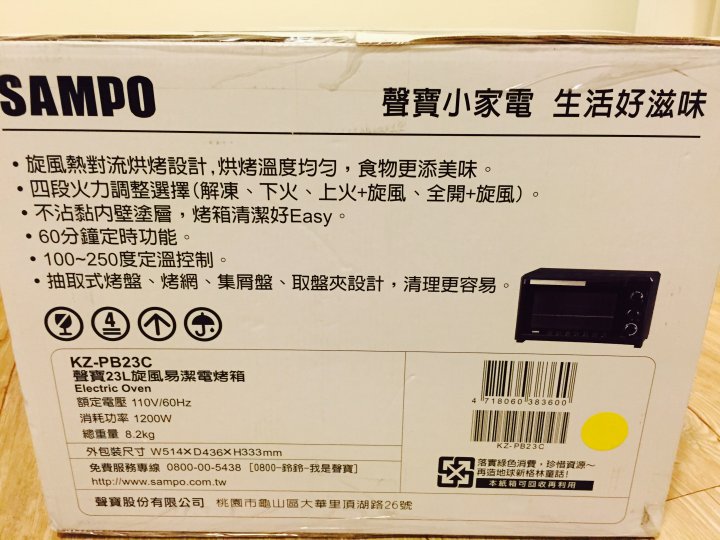 SAMPO
聲寶小家電 生活好滋味
•旋風熱對流烘烤設計,烘烤溫度均勻，食物更添美味。
•四段火力調整選擇(解凍、下火、上火+旋風、全開+旋風)。
•不沾黏內壁塗層，烤箱清潔好Easy。
•60分鐘定時功能。
•100~250度定溫控制。
•抽取式烤盤、烤網、集屑盤、取盤夾設計，清理更容易。
4
KZ-PB23C
聲寶23L旋風易潔電烤箱
Electric Oven
額定電壓 110V/60Hz
消耗功率 1200W
總重量 8.2kg
外包裝尺寸 W514×D436×H333mm
免費服務專線 0800-00-5438 [0800-鈴鈴-我是聲寶]
http://www.sampo.com.tw
4 718060 383600
KZ-PB23C
落實綠色消費，珍惜資源~
再造地球新格林童話!
本紙箱可回收再利用
聲寶股份有限公司 桃園市龜山區大華里頂湖路26號